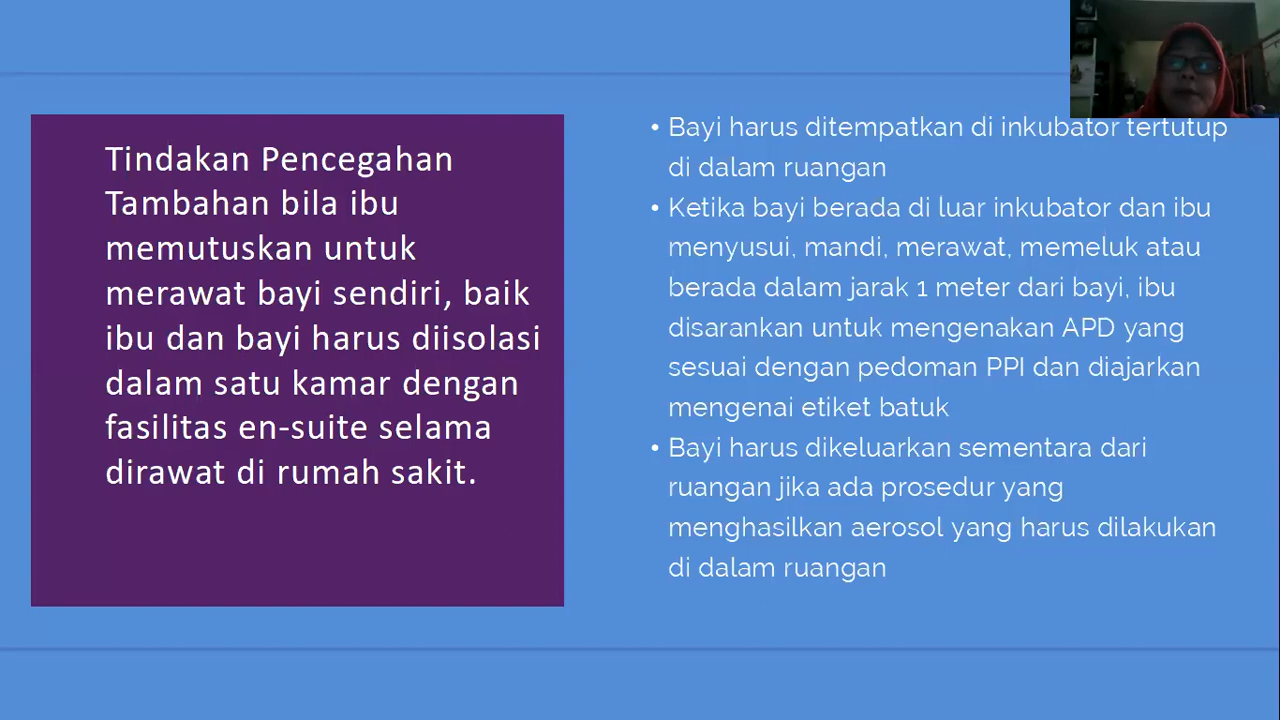 Tindakan Pencegahan
Tambahan bila ibu
memutuskan untuk
merawat bayi sendiri, baik
ibu dan bayi harus diisolasi
dalam satu kamar dengan
fasilitas en-suite selama
dirawat di rumah sakit.
• Bayi harus ditempatkan di inkubator tertutup
di dalam ruangan
• Ketika bayi berada di luar inkubator dan ibu
menyusui, mandi, merawat, memeluk atau
berada dalam jarak 1 meter dari bayi, ibu
disarankan untuk mengenakan APD yang
sesuai dengan pedoman PPI dan diajarkan
mengenai etiket batuk
• Bayi harus dikeluarkan sementara dari
ruangan jika ada prosedur yang
menghasilkan aerosol yang harus dilakukan
di dalam ruangan